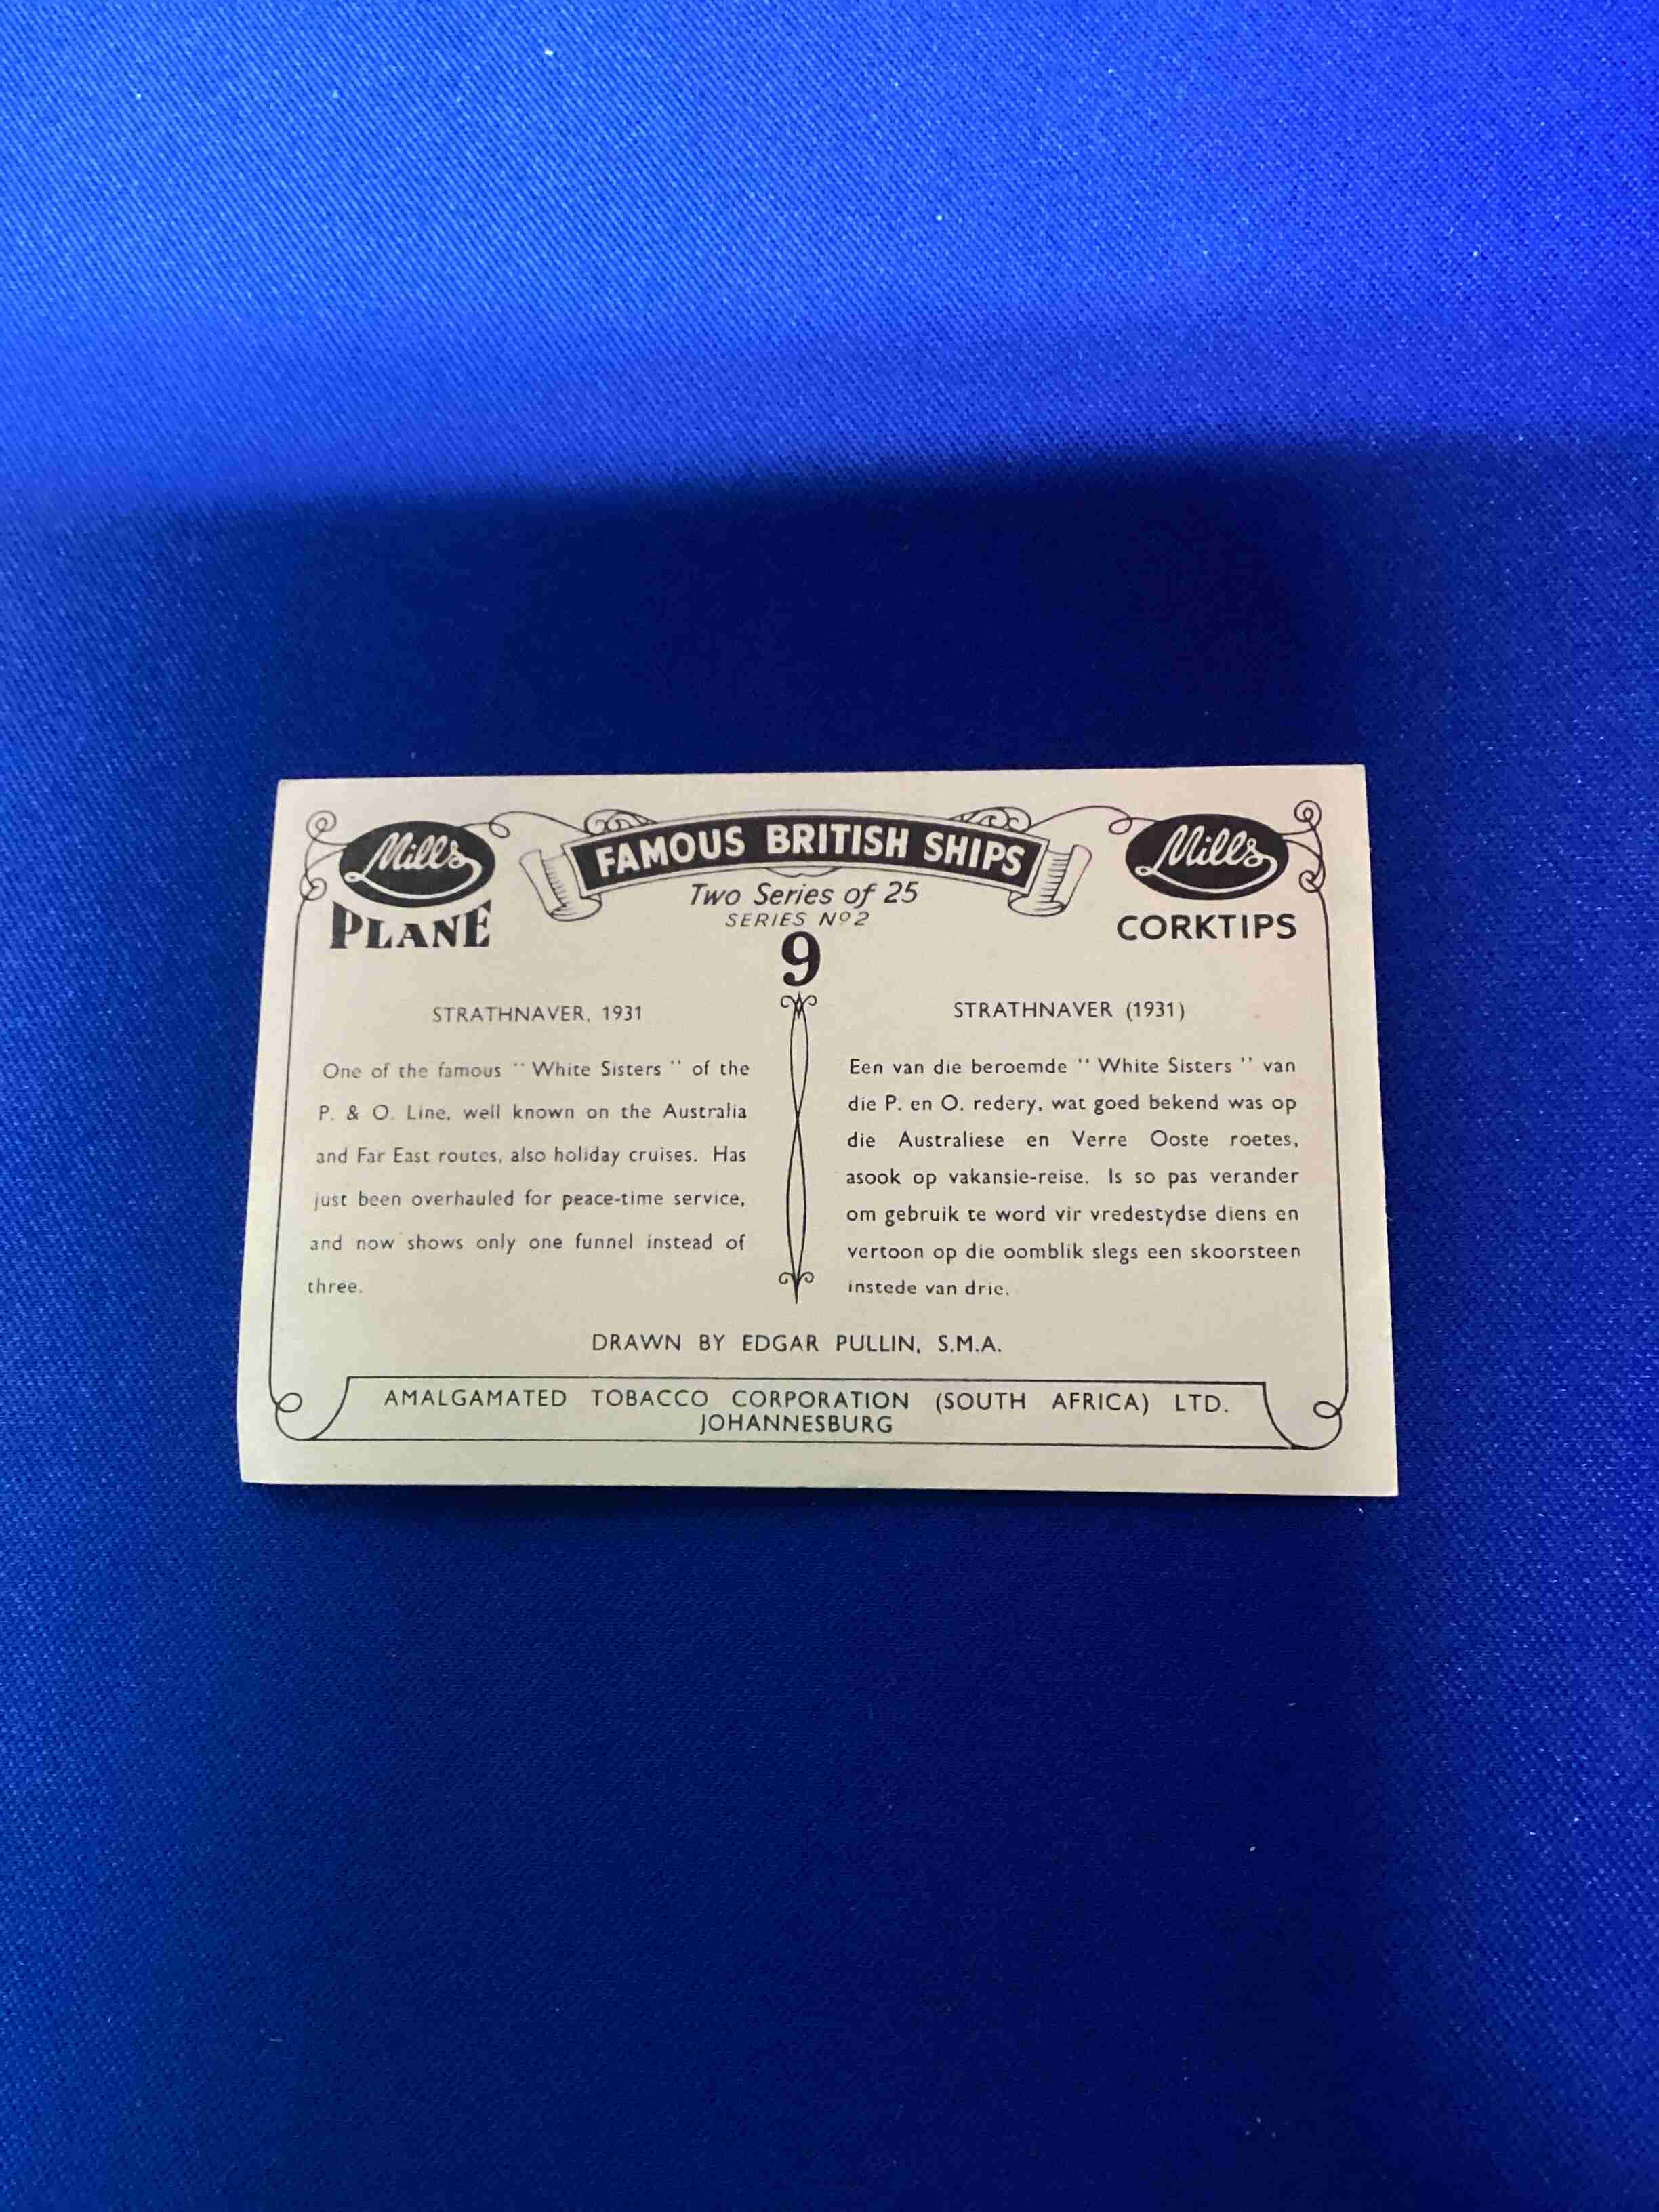 Mills
PLANE
FAMOUS BRITISH SHIPS
Two Series of 25
SERIES Nº 2
9
Mills
CORKTIPS
STRATHNAVER, 1931
One of the famous " White Sisters " of the
P. & O. Line, well known on the Australia
and Far East routes, also holiday cruises. Has
just been overhauled for peace-time service,
and now shows only one funnel instead of
three.
STRATHNAVER (1931)
Een van die beroemde " White Sisters " van
die P. en O. redery, wat goed bekend was op
die Australiese en Verre Ooste roetes,
asook op vakansie-reise. Is so pas verander
om gebruik te word vir vredestydse diens en
vertoon op die oomblik slegs een skoorsteen
instede van drie.
DRAWN BY EDGAR PULLIN, S.M.A.
AMALGAMATED TOBACCO CORPORATION (SOUTH AFRICA) LTD.
JOHANNESBURG